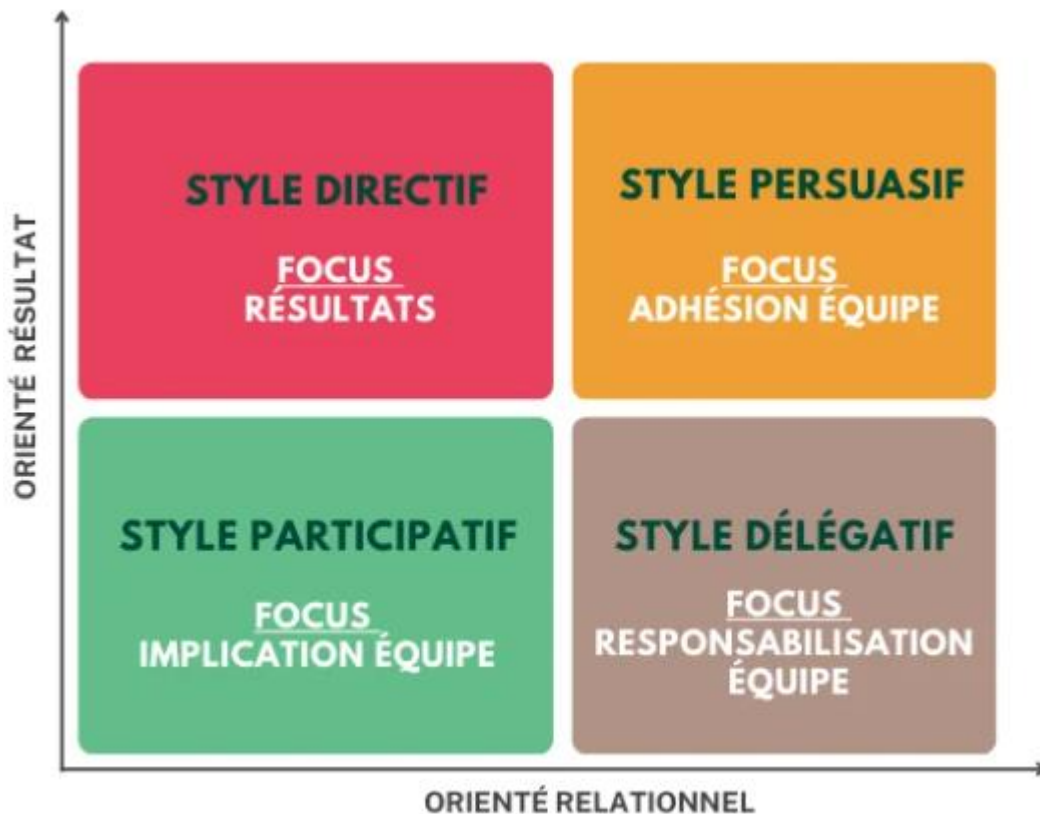 ORIENTÉ RÉSULTAT
STYLE DIRECTIF
FOCUS
RÉSULTATS
STYLE PERSUASIF
FOCUS
ADHÉSION ÉQUIPE
STYLE PARTICIPATIF
FOCUS
IMPLICATION ÉQUIPE
STYLE DÉLÉGATIF
FOCUS
RESPONSABILISATION
ÉQUIPE
ORIENTÉ RELATIONNEL